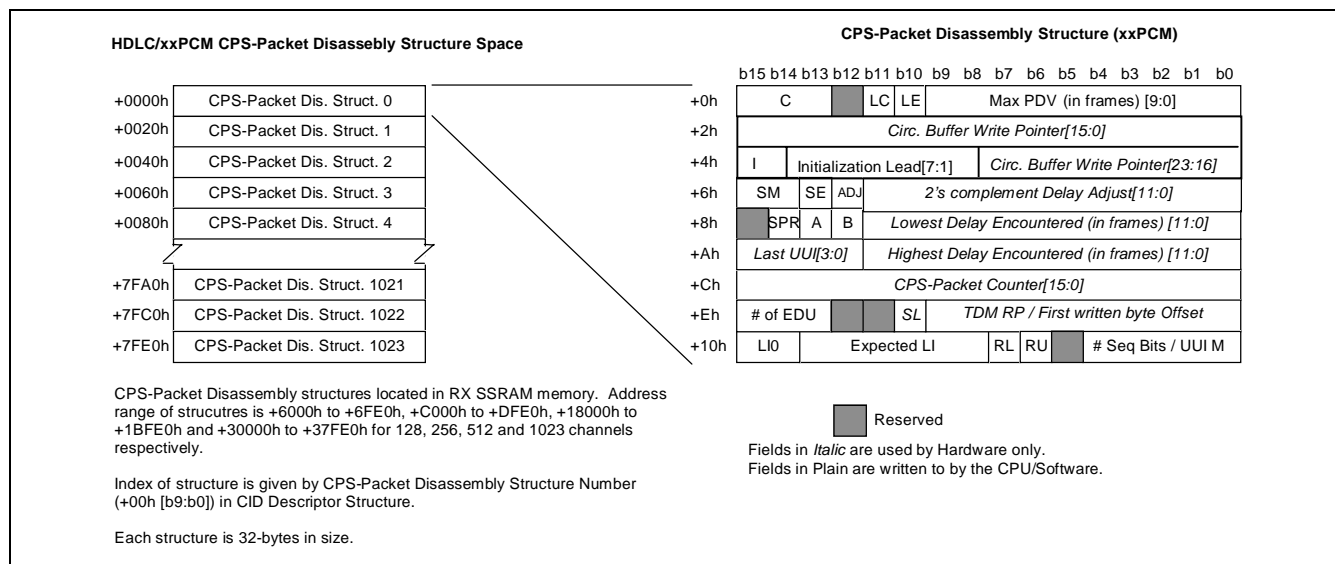 HDLC/xxPCM CPS-Packet Disassebly Structure Space
+0000h CPS-Packet Dis. Struct. 0
+0020h CPS-Packet Dis. Struct. 1
+0040h CPS-Packet Dis. Struct. 2
+0060h CPS-Packet Dis. Struct. 3
+0080h CPS-Packet Dis. Struct. 4
+7FA0h CPS-Packet Dis. Struct. 1021
+7FC0h CPS-Packet Dis. Struct. 1022
+7FE0h CPS-Packet Dis. Struct. 1023
CPS-Packet Disassembly structures located in RX SSRAM memory. Address
range of strucutres is +6000h to +6FE0h, +C000h to +DFE0h, +18000h to
+1BFE0h and +30000h to +37FE0h for 128, 256, 512 and 1023 channels
respectively.
Index of structure is given by CPS-Packet Disassembly Structure Number
(+00h [b9:b0]) in CID Descriptor Structure.
Each structure is 32-bytes in size.
CPS-Packet Disassembly Structure (xxPCM)
b15 b14 b13 b12 b11 b10 b9 b8 b7 b6 b5 b4 b3 b2 b1 b0
+0h C LC LE Max PDV (in frames) [9:0]
+2h Circ. Buffer Write Pointer[15:0]
+4h I Initialization Lead[7:1] Circ. Buffer Write Pointer[23:16]
+6h SM SE ADJ 2's complement Delay Adjust[11:0]
+8h SPR A B Lowest Delay Encountered (in frames) [11:0]
+Ah Last UUI[3:0] Highest Delay Encountered (in frames) [11:0]
+Ch CPS-Packet Counter[15:0]
+Eh # of EDU SL TDM RP / First written byte Offset
+10h LI0 Expected LI RL RU # Seq Bits / UUI M
Reserved
Fields in Italic are used by Hardware only.
Fields in Plain are written to by the CPU/Software.